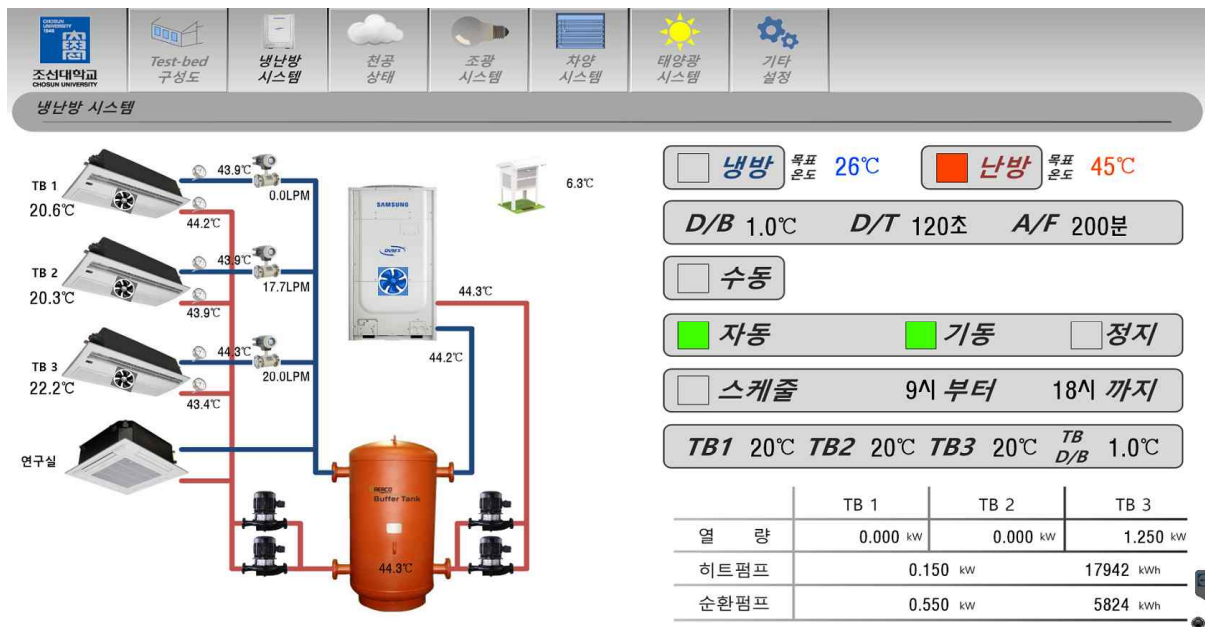 CHOSUN
UNIVERSITY
1946
조선대학교
CHOSUN UNIVERSITY
Test-bed
구성도
냉난방
시스템
천공
상태
조광
시스템
차양
시스템
태양광
시스템
기타
설정
냉난방 시스템
TB 1
20.6℃
43.9℃
0.0LPM
44.2℃
TB 2
20.3℃
43.9℃
17.7LPM
43.9℃
TB 3
22.2℃
44.3℃
20.0LPM
43.4℃
연구실
SAMSUNG
6.3℃
44.3℃
44.2℃
Buffer Tank
44.3℃
냉방 목표 온도 26℃ 난방 목표 온도 45℃
D/B 1.0℃ D/T 120초 A/F 200분
수동
자동 기동 정지
스케줄 9시 부터 18시 까지
TB1 20℃ TB2 20℃ TB3 20℃ TB D/B 1.0℃
TB 1 TB 2 TB 3
열 량 0.000 kW 0.000 kW 1.250 kW
히트펌프 0.150 kW 17942 kWh
순환펌프 0.550 kW 5824 kWh